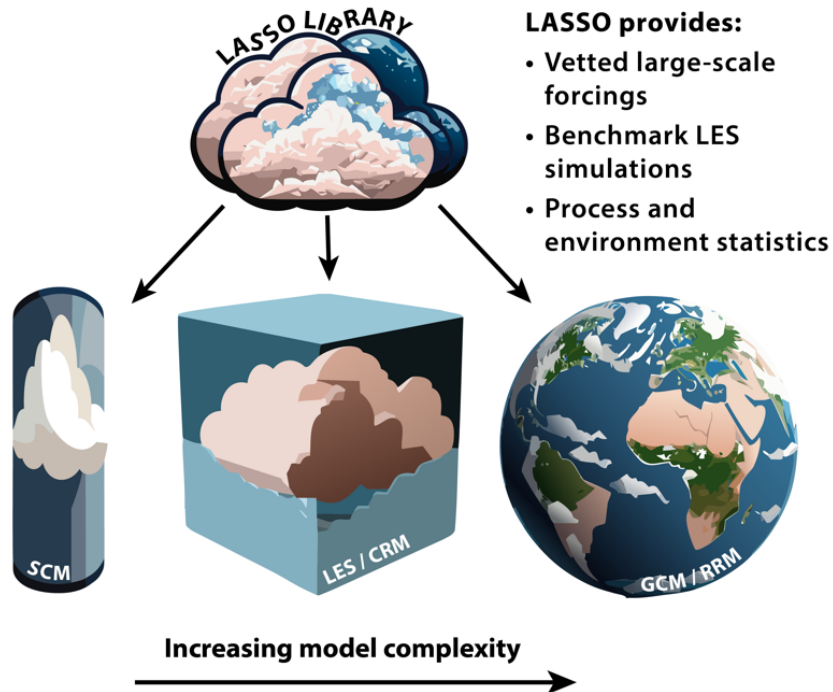 LASSO LIBRARY
LASSO provides:
• Vetted large-scale
forcings
• Benchmark LES
simulations
• Process and
environment statistics
SCM
LES / CRM
GCM / RRM
Increasing model complexity